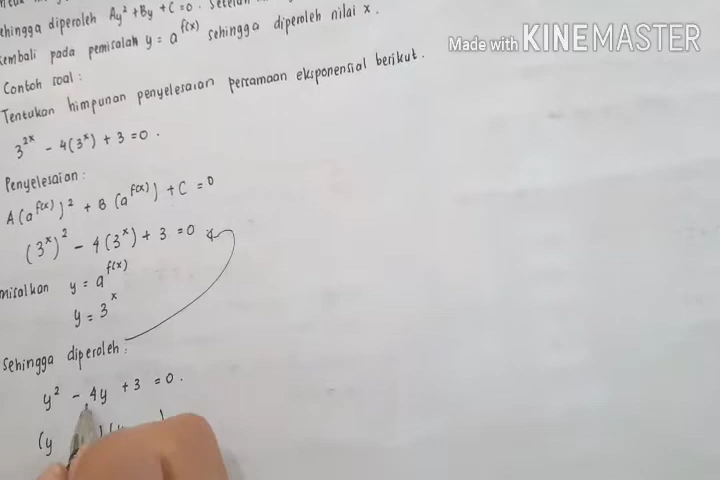 Made with KINEMASTER
sehingga diperoleh Ay² + By + C = 0.
kembali pada pemisalan y = a^f(x) sehingga diperoleh nilai x.
Contoh soal :
Tentukan himpunan penyelesaian persamaan eksponensial berikut.
3^2x - 4(3^x) + 3 = 0.
Penyelesaian :
A(a^f(x))² + B(a^f(x)) + C = 0
(3^x)² - 4(3^x) + 3 = 0
misalkan y = a^f(x)
y = 3^x
Sehingga diperoleh :
y² - 4y + 3 = 0.
(y